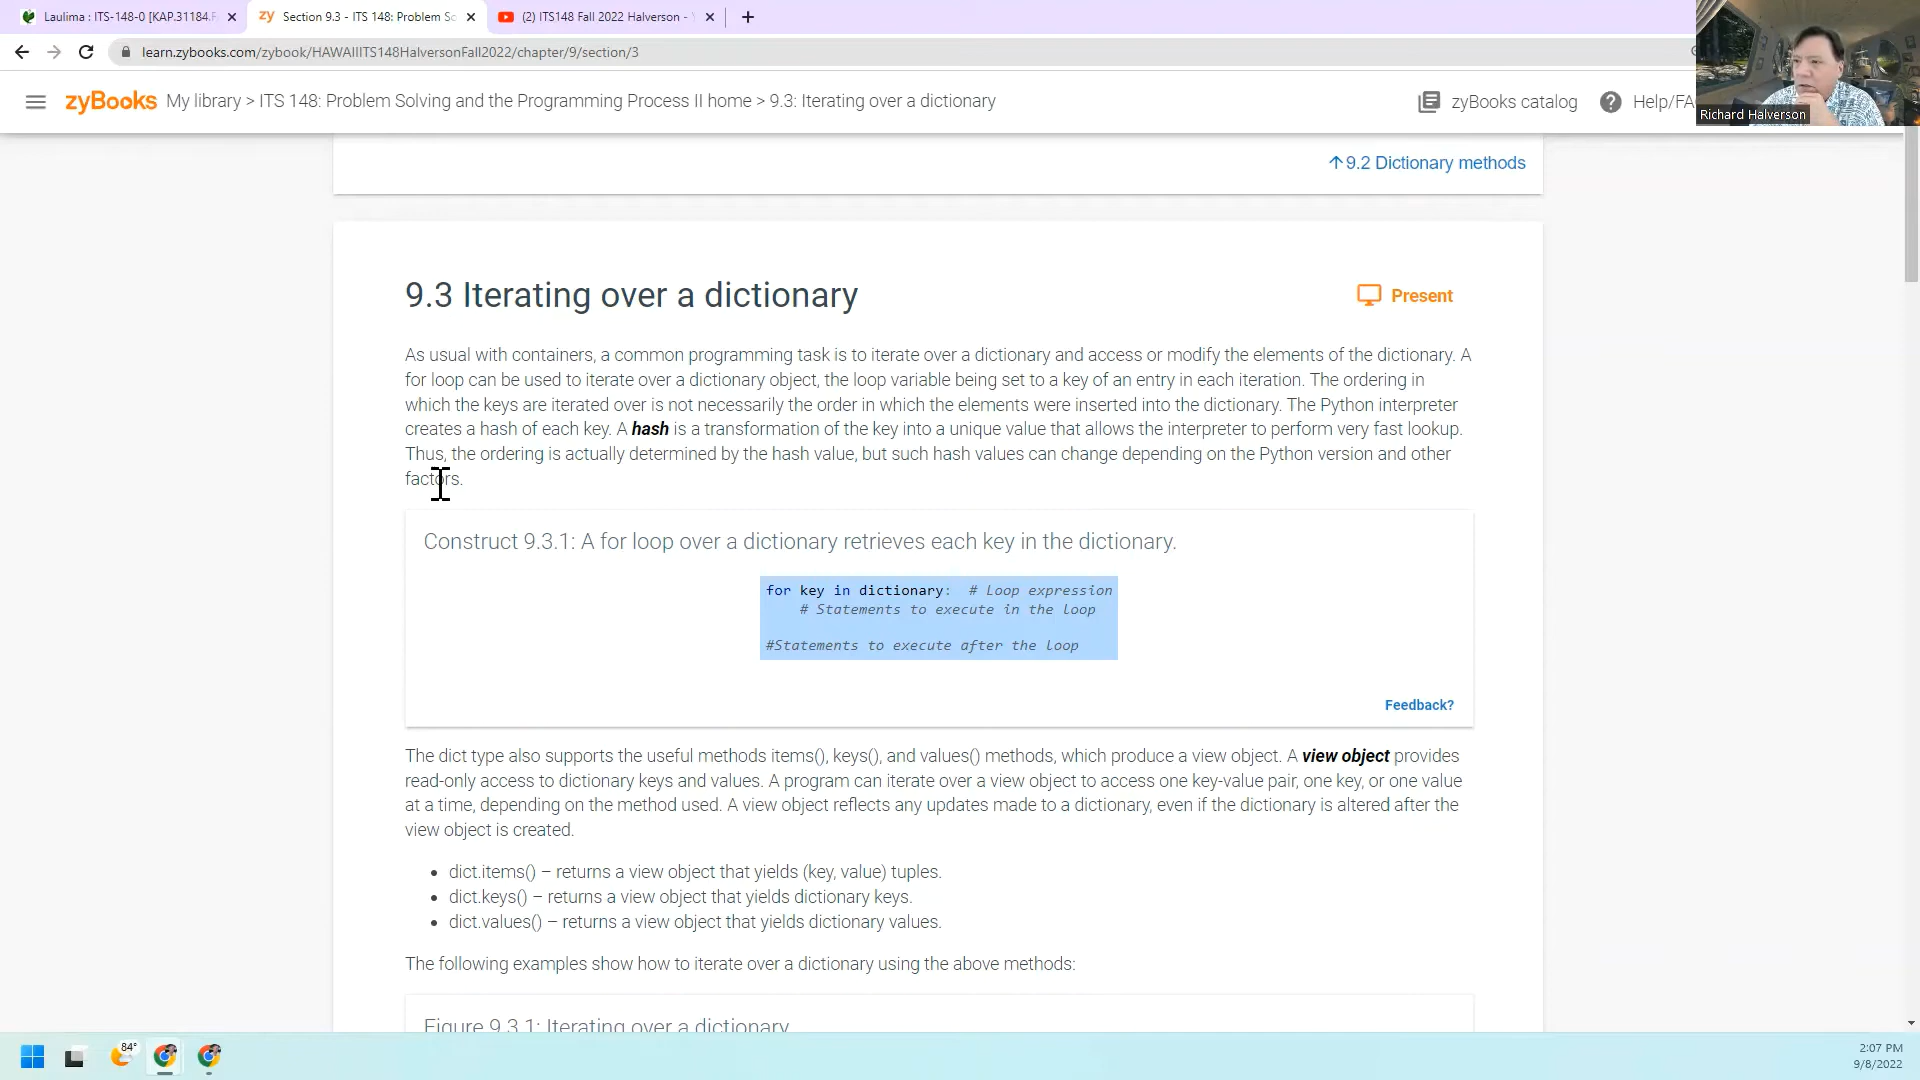 Laulima : ITS-148-0 [KAP.31184.F
Section 9.3 - ITS 148: Problem So
(2) ITS148 Fall 2022 Halverson -
learn.zybooks.com/zybook/HAWAIIITS148HalversonFall2022/chapter/9/section/3
zyBooks My library > ITS 148: Problem Solving and the Programming Process II home > 9.3: Iterating over a dictionary
zyBooks catalog
Help/FA
Richard Halverson
↑9.2 Dictionary methods
9.3 Iterating over a dictionary
Present
As usual with containers, a common programming task is to iterate over a dictionary and access or modify the elements of the dictionary. A
for loop can be used to iterate over a dictionary object, the loop variable being set to a key of an entry in each iteration. The ordering in
which the keys are iterated over is not necessarily the order in which the elements were inserted into the dictionary. The Python interpreter
creates a hash of each key. A hash is a transformation of the key into a unique value that allows the interpreter to perform very fast lookup.
Thus, the ordering is actually determined by the hash value, but such hash values can change depending on the Python version and other
factors.
Construct 9.3.1: A for loop over a dictionary retrieves each key in the dictionary.
for key in dictionary:  # Loop expression
    # Statements to execute in the loop
#Statements to execute after the loop
Feedback?
The dict type also supports the useful methods items(), keys(), and values() methods, which produce a view object. A view object provides
read-only access to dictionary keys and values. A program can iterate over a view object to access one key-value pair, one key, or one value
at a time, depending on the method used. A view object reflects any updates made to a dictionary, even if the dictionary is altered after the
view object is created.
• dict.items() – returns a view object that yields (key, value) tuples.
• dict.keys() – returns a view object that yields dictionary keys.
• dict.values() – returns a view object that yields dictionary values.
The following examples show how to iterate over a dictionary using the above methods:
Figure 9.3.1: Iterating over a dictionary
84°
2:07 PM
9/8/2022